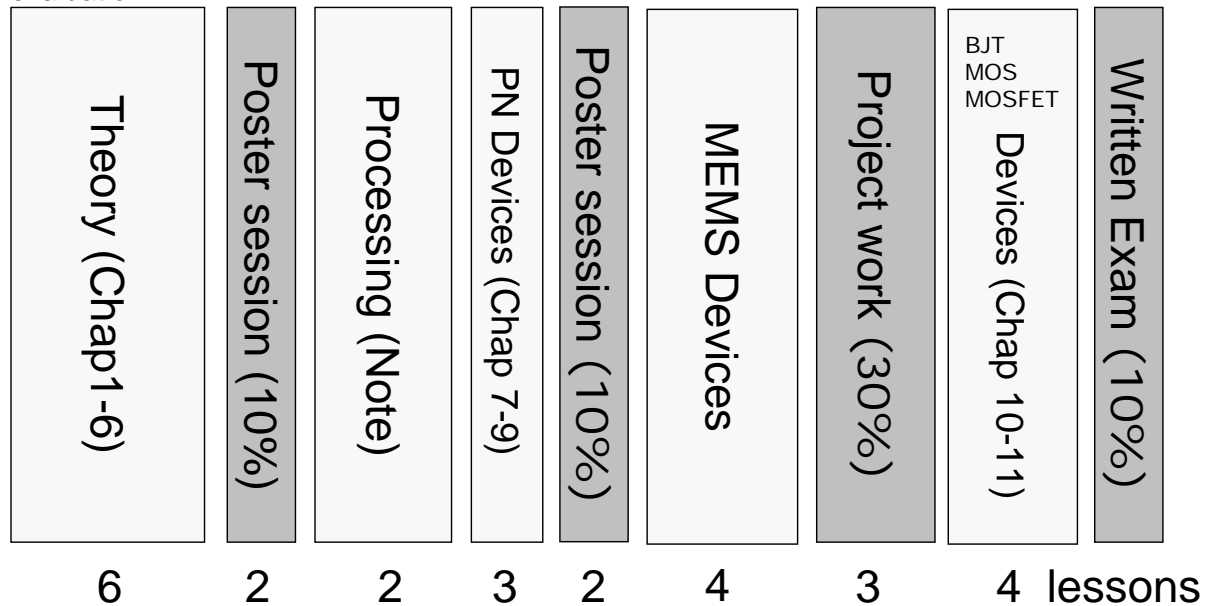 Theory (Chap1-6)
Poster session (10%)
Processing (Note)
PN Devices (Chap 7-9)
Poster session (10%)
MEMS Devices
Project work (30%)
BJT
MOS
MOSFET
Devices (Chap 10-11)
Written Exam (10%)
6 2 2 3 2 4 3 4 lessons